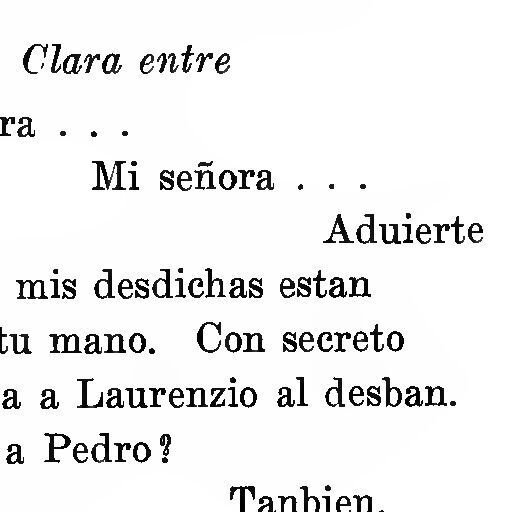 Clara entre
ra . . .
Mi señora . . .
Aduierte
mis desdichas estan
tu mano. Con secreto
a a Laurenzio al desban.
a Pedro?
Tanbien.